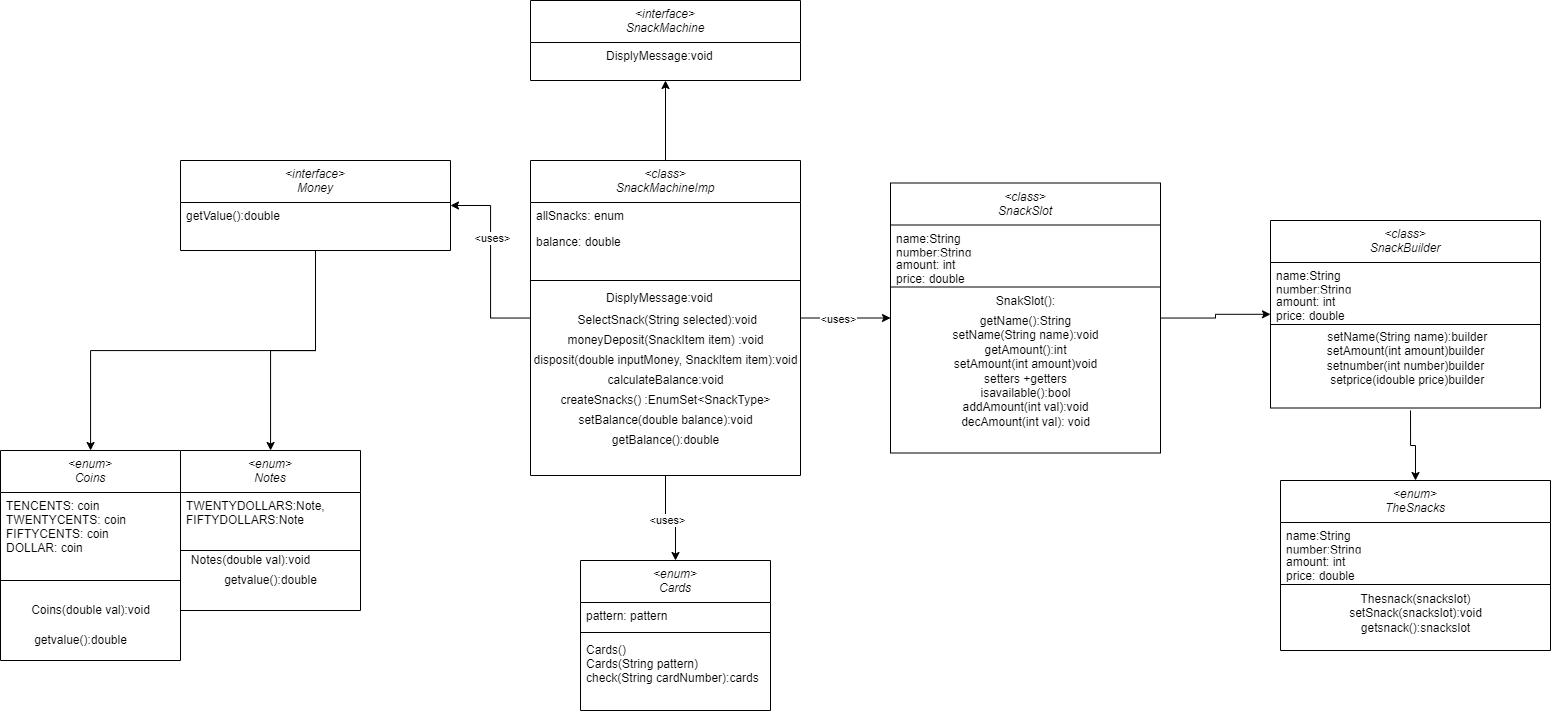 <interface>
SnackMachine
DisplyMessage:void
<interface>
Money
getValue():double
<uses>
<class>
SnackMachineImp
allSnacks: enum
balance: double
DisplyMessage:void
SelectSnack(String selected):void
moneyDeposit(SnackItem item) :void
disposit(double inputMoney, SnackItem item):void
calculateBalance:void
createSnacks() :EnumSet<SnackType>
setBalance(double balance):void
getBalance():double
<uses>
<class>
SnackSlot
name:String
number:String
amount: int
price: double
SnakSlot():
getName():String
setName(String name):void
getAmount():int
setAmount(int amount)void
setters +getters
isavailable():bool
addAmount(int val):void
decAmount(int val): void
<class>
SnackBuilder
name:String
number:String
amount: int
price: double
setName(String name):builder
setAmount(int amount)builder
setnumber(int number)builder
setprice(idouble price)builder
<enum>
Coins
TENCENTS: coin
TWENTYCENTS: coin
FIFTYCENTS: coin
DOLLAR: coin
Coins(double val):void
getvalue():double
<enum>
Notes
TWENTYDOLLARS:Note,
FIFTYDOLLARS:Note
Notes(double val):void
getvalue():double
<uses>
<enum>
Cards
pattern: pattern
Cards()
Cards(String pattern)
check(String cardNumber):cards
<enum>
TheSnacks
name:String
number:String
amount: int
price: double
Thesnack(snackslot)
setSnack(snackslot):void
getsnack():snackslot